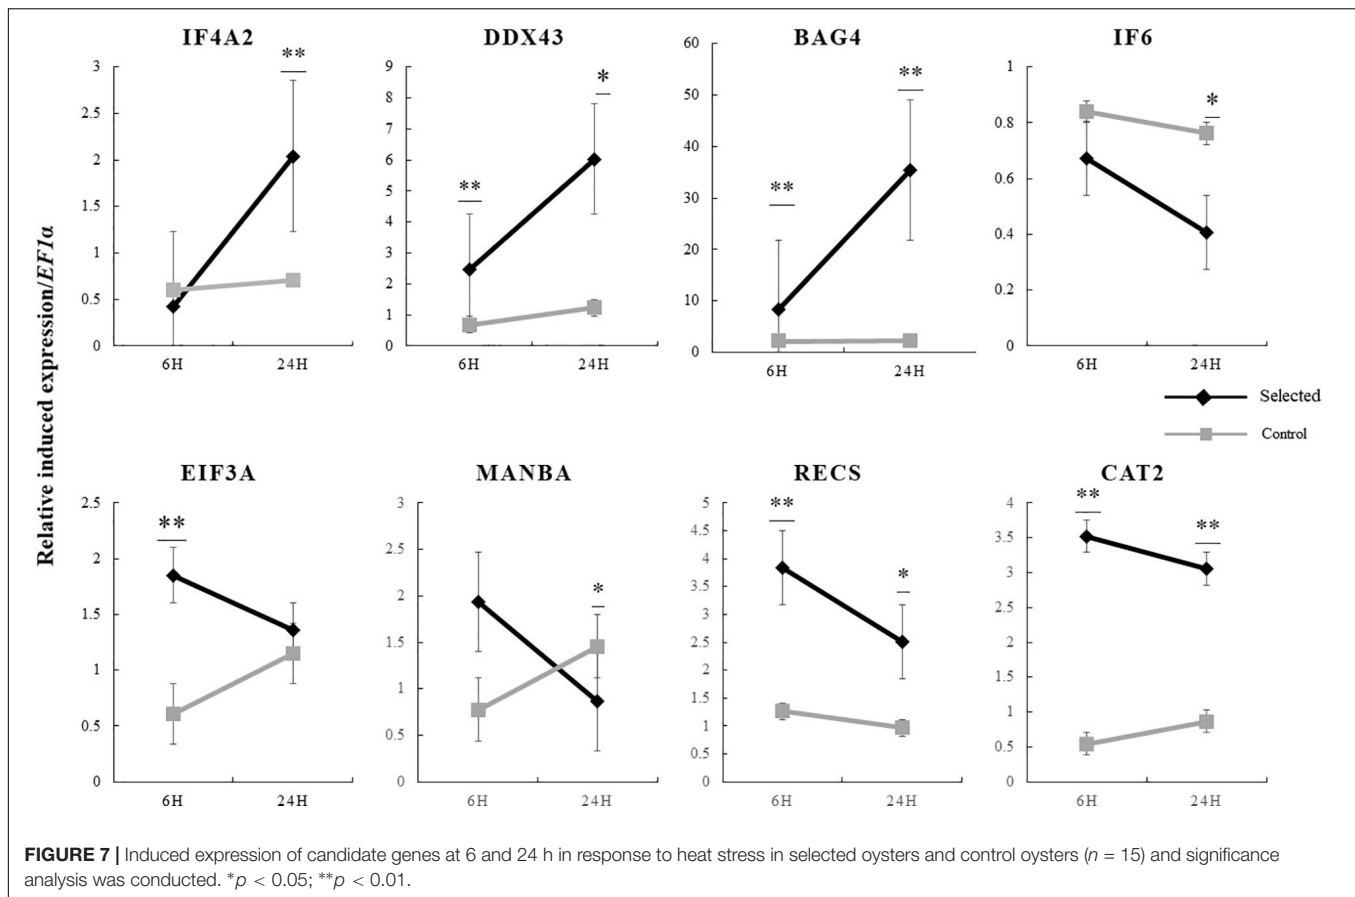 IF4A2
DDX43
BAG4
IF6
Relative induced expression/EF1α
3
2.5
2
1.5
1
0.5
0
**
6H
24H
9
8
7
6
5
4
3
2
1
0
**
*
6H
24H
60
50
40
30
20
10
0
**
**
6H
24H
1
0.8
0.6
0.4
0.2
0
*
6H
24H
Selected
Control
EIF3A
MANBA
RECS
CAT2
2.5
2
1.5
1
0.5
0
**
6H
24H
3
2.5
2
1.5
1
0.5
0
*
6H
24H
5
4.5
4
3.5
3
2.5
2
1.5
1
0.5
0
**
*
6H
24H
4
3.5
3
2.5
2
1.5
1
0.5
0
**
**
6H
24H
FIGURE 7 | Induced expression of candidate genes at 6 and 24 h in response to heat stress in selected oysters and control oysters (n = 15) and significance
analysis was conducted. *p < 0.05; **p < 0.01.